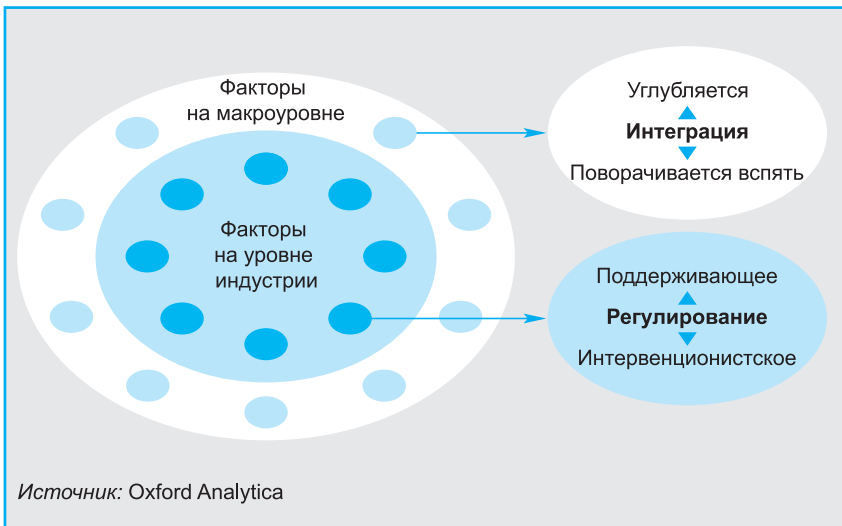 Факторы
на макроуровне
Факторы
на уровне
индустрии
Углубляется
Интеграция
Поворачивается вспять
Поддерживающее
Регулирование
Интервенционистское
Источник: Oxford Analytica